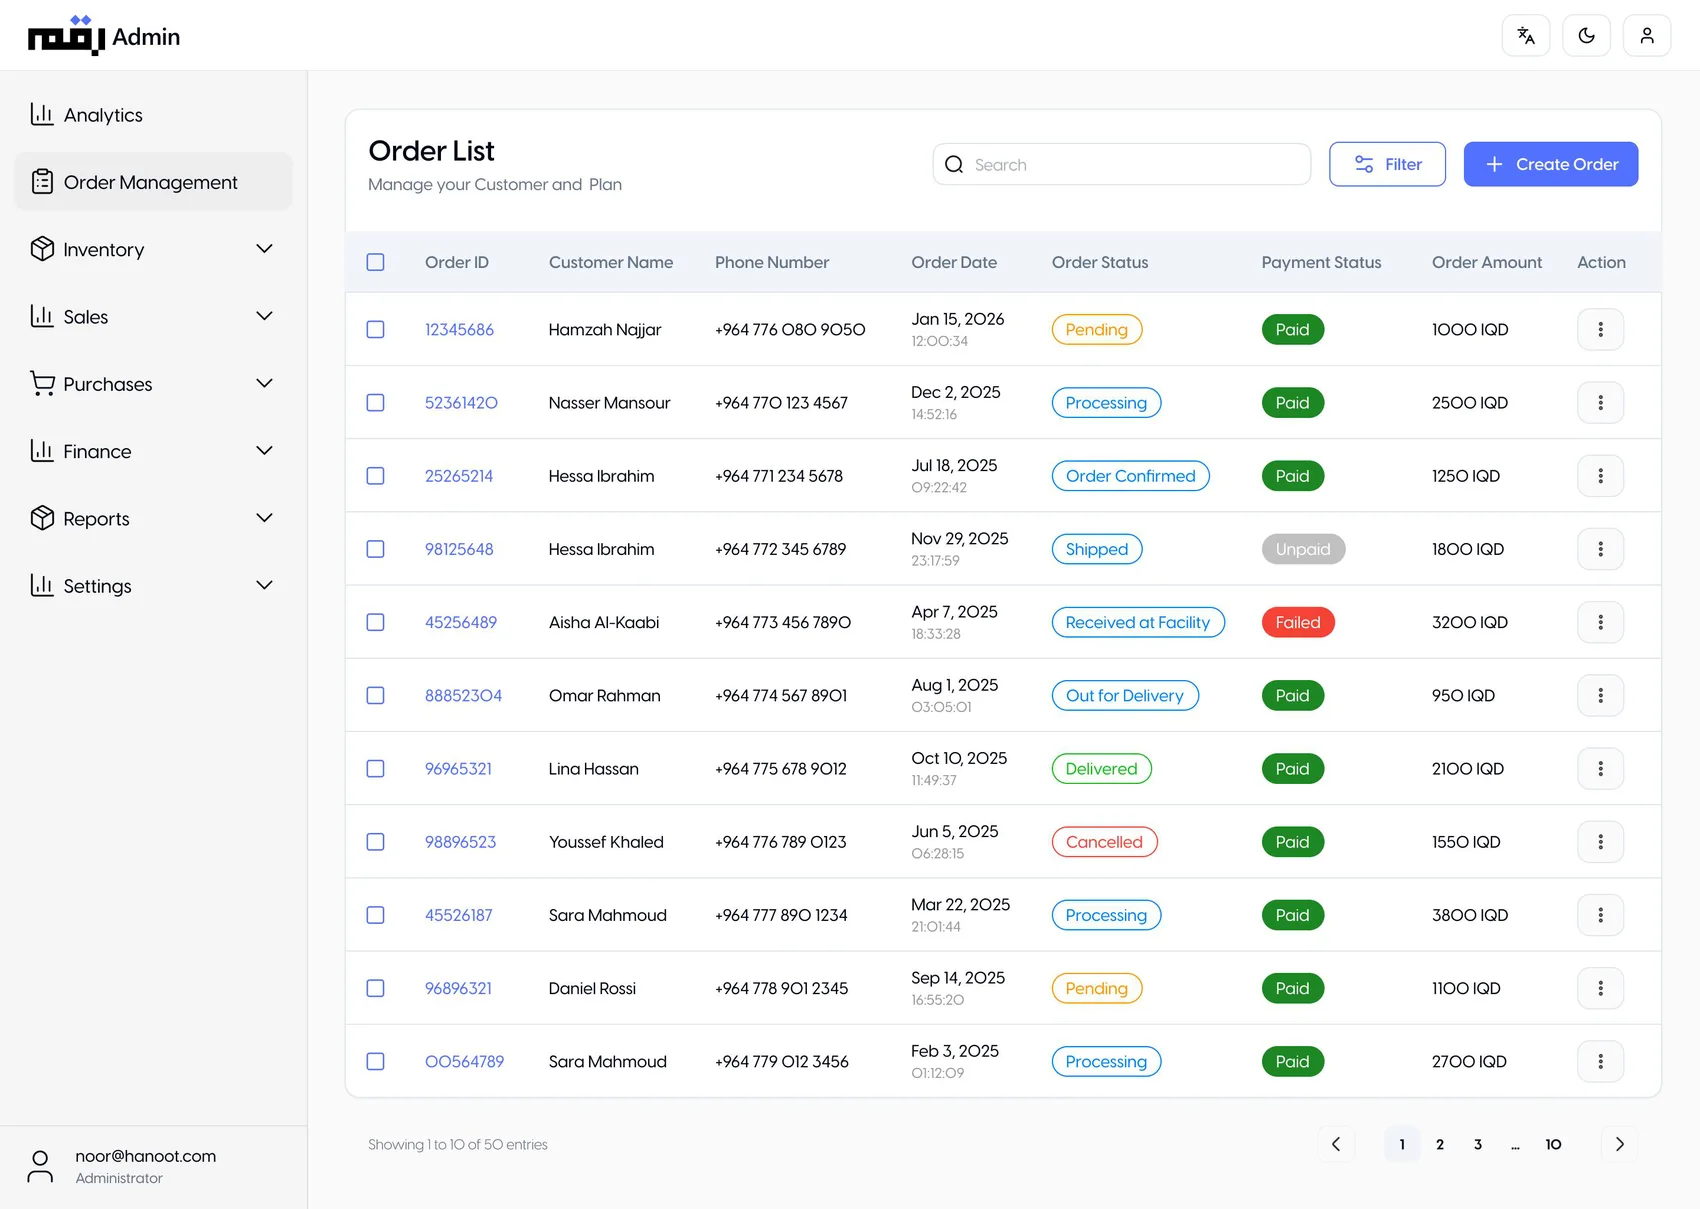 رقمم Admin
Analytics
Order Management
Inventory
Sales
Purchases
Finance
Reports
Settings
noor@hanoot.com
Administrator
Order List
Manage your Customer and Plan
Search
Filter
Create Order
Order ID Customer Name Phone Number Order Date Order Status Payment Status Order Amount Action
12345686 Hamzah Najjar +964 776 080 9050 Jan 15, 2026 12:00:34 Pending Paid 1000 IQD
52361420 Nasser Mansour +964 770 123 4567 Dec 2, 2025 14:52:16 Processing Paid 2500 IQD
25265214 Hessa Ibrahim +964 771 234 5678 Jul 18, 2025 09:22:42 Order Confirmed Paid 1250 IQD
98125648 Hessa Ibrahim +964 772 345 6789 Nov 29, 2025 23:17:59 Shipped Unpaid 1800 IQD
45256489 Aisha Al-Kaabi +964 773 456 7890 Apr 7, 2025 18:33:28 Received at Facility Failed 3200 IQD
88852304 Omar Rahman +964 774 567 8901 Aug 1, 2025 03:05:01 Out for Delivery Paid 950 IQD
96965321 Lina Hassan +964 775 678 9012 Oct 10, 2025 11:49:37 Delivered Paid 2100 IQD
98896523 Youssef Khaled +964 776 789 0123 Jun 5, 2025 06:28:15 Cancelled Paid 1550 IQD
45526187 Sara Mahmoud +964 777 890 1234 Mar 22, 2025 21:01:44 Processing Paid 3800 IQD
96896321 Daniel Rossi +964 778 901 2345 Sep 14, 2025 16:55:20 Pending Paid 1100 IQD
00564789 Sara Mahmoud +964 779 012 3456 Feb 3, 2025 01:12:09 Processing Paid 2700 IQD
Showing 1 to 10 of 50 entries
1 2 3 ... 10